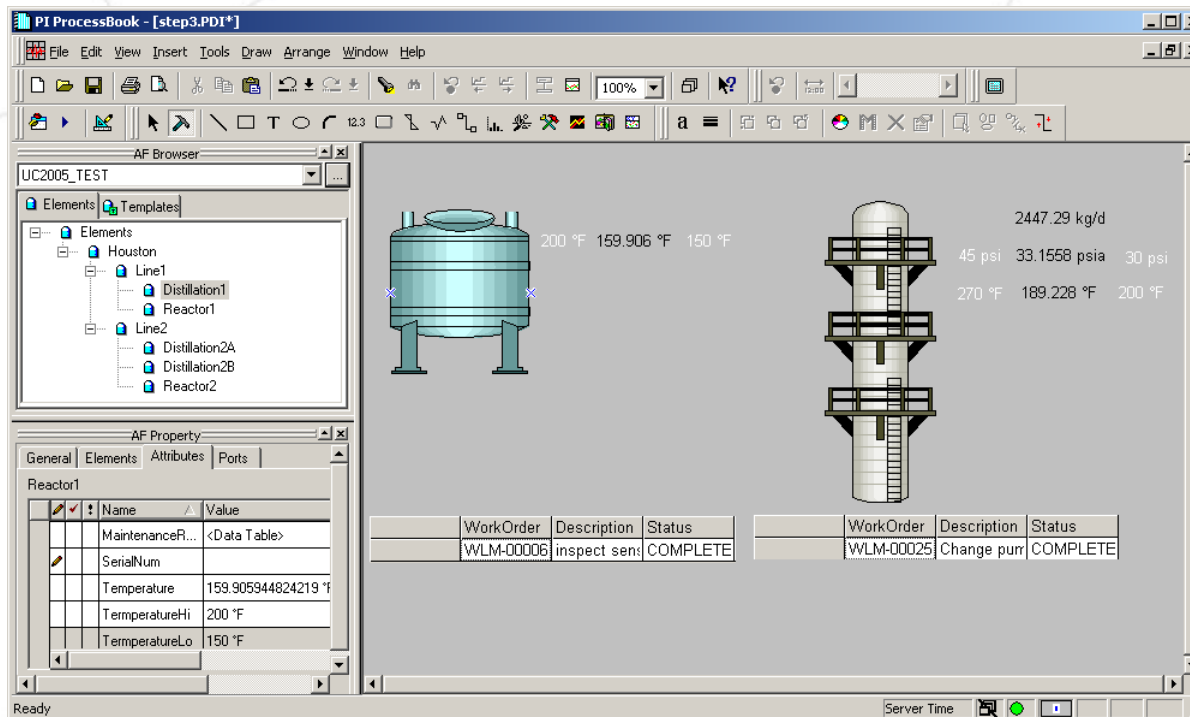 PI ProcessBook - [step3.PDI*]
File Edit View Insert Tools Draw Arrange Window Help
100%
T 12.3 a
AF Browser
UC2005_TEST
...
Elements Templates
Elements
Houston
Line1
Distillation1
Reactor1
Line2
Distillation2A
Distillation2B
Reactor2
AF Property
General Elements Attributes Ports
Reactor1
Name Value
MaintenanceR... <Data Table>
SerialNum
Temperature 159.905944824219 °F
TermperatureHi 200 °F
TermperatureLo 150 °F
200 °F 159.906 °F 150 °F
2447.29 kg/d
45 psi 33.1558 psia 30 psi
270 °F 189.228 °F 200 °F
WorkOrder Description Status
WLM-00006 inspect sens COMPLETE
WorkOrder Description Status
WLM-00025 Change pum COMPLETE
Ready
Server Time